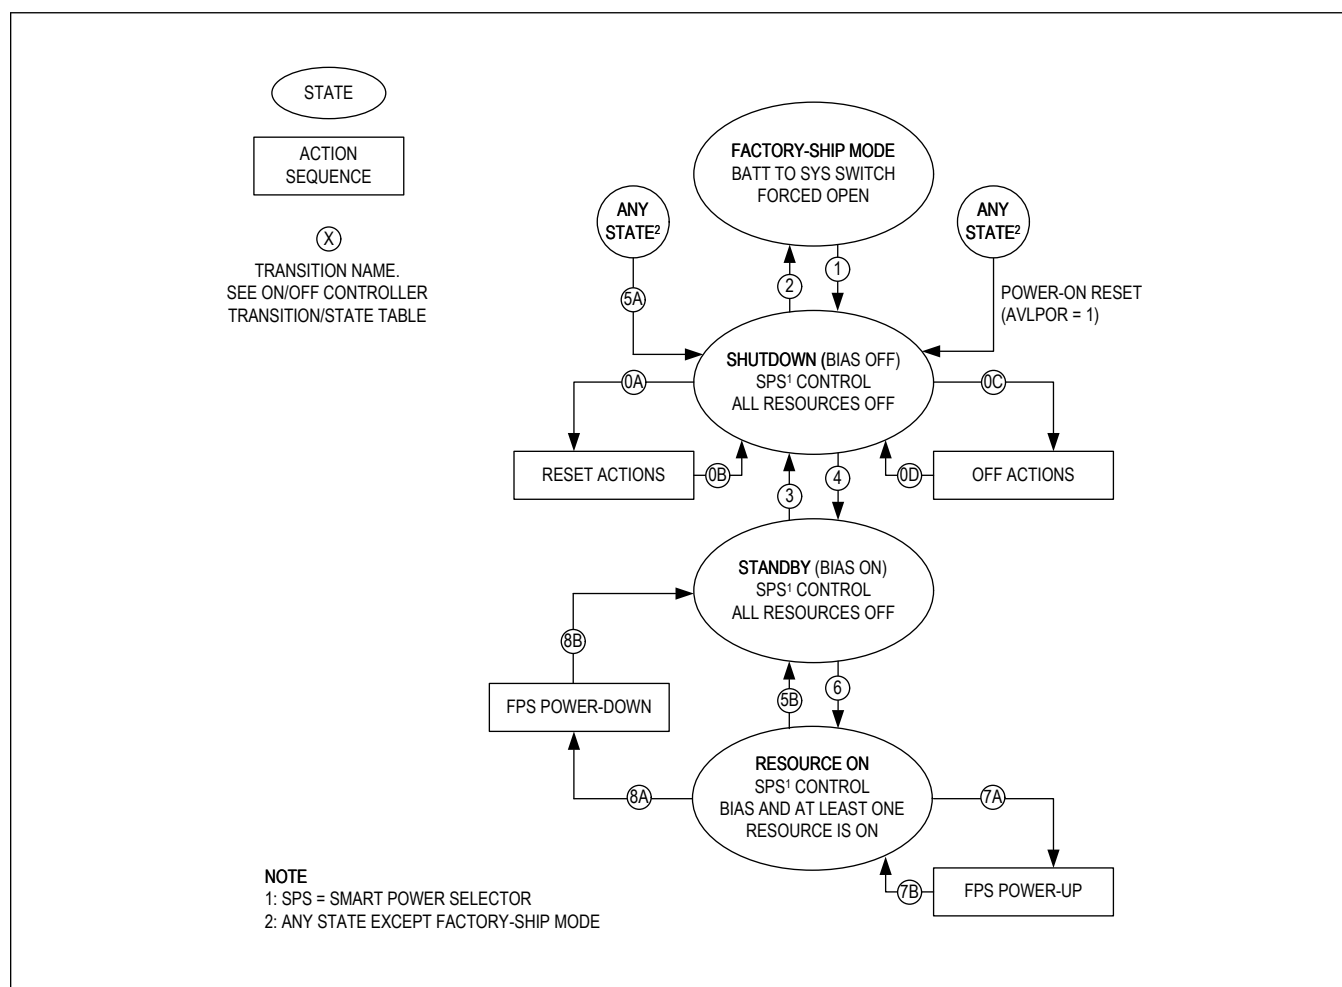 STATE
ACTION
SEQUENCE
X
TRANSITION NAME.
SEE ON/OFF CONTROLLER
TRANSITION/STATE TABLE
FACTORY-SHIP MODE
BATT TO SYS SWITCH
FORCED OPEN
ANY
STATE²
ANY
STATE²
5A
2
1
POWER-ON RESET
(AVLPOR = 1)
SHUTDOWN (BIAS OFF)
SPS¹ CONTROL
ALL RESOURCES OFF
0A
0C
RESET ACTIONS
0B
0D
OFF ACTIONS
3
4
STANDBY (BIAS ON)
SPS¹ CONTROL
ALL RESOURCES OFF
8B
FPS POWER-DOWN
5B
6
RESOURCE ON
SPS¹ CONTROL
BIAS AND AT LEAST ONE
RESOURCE IS ON
8A
7A
7B
FPS POWER-UP
NOTE
1: SPS = SMART POWER SELECTOR
2: ANY STATE EXCEPT FACTORY-SHIP MODE